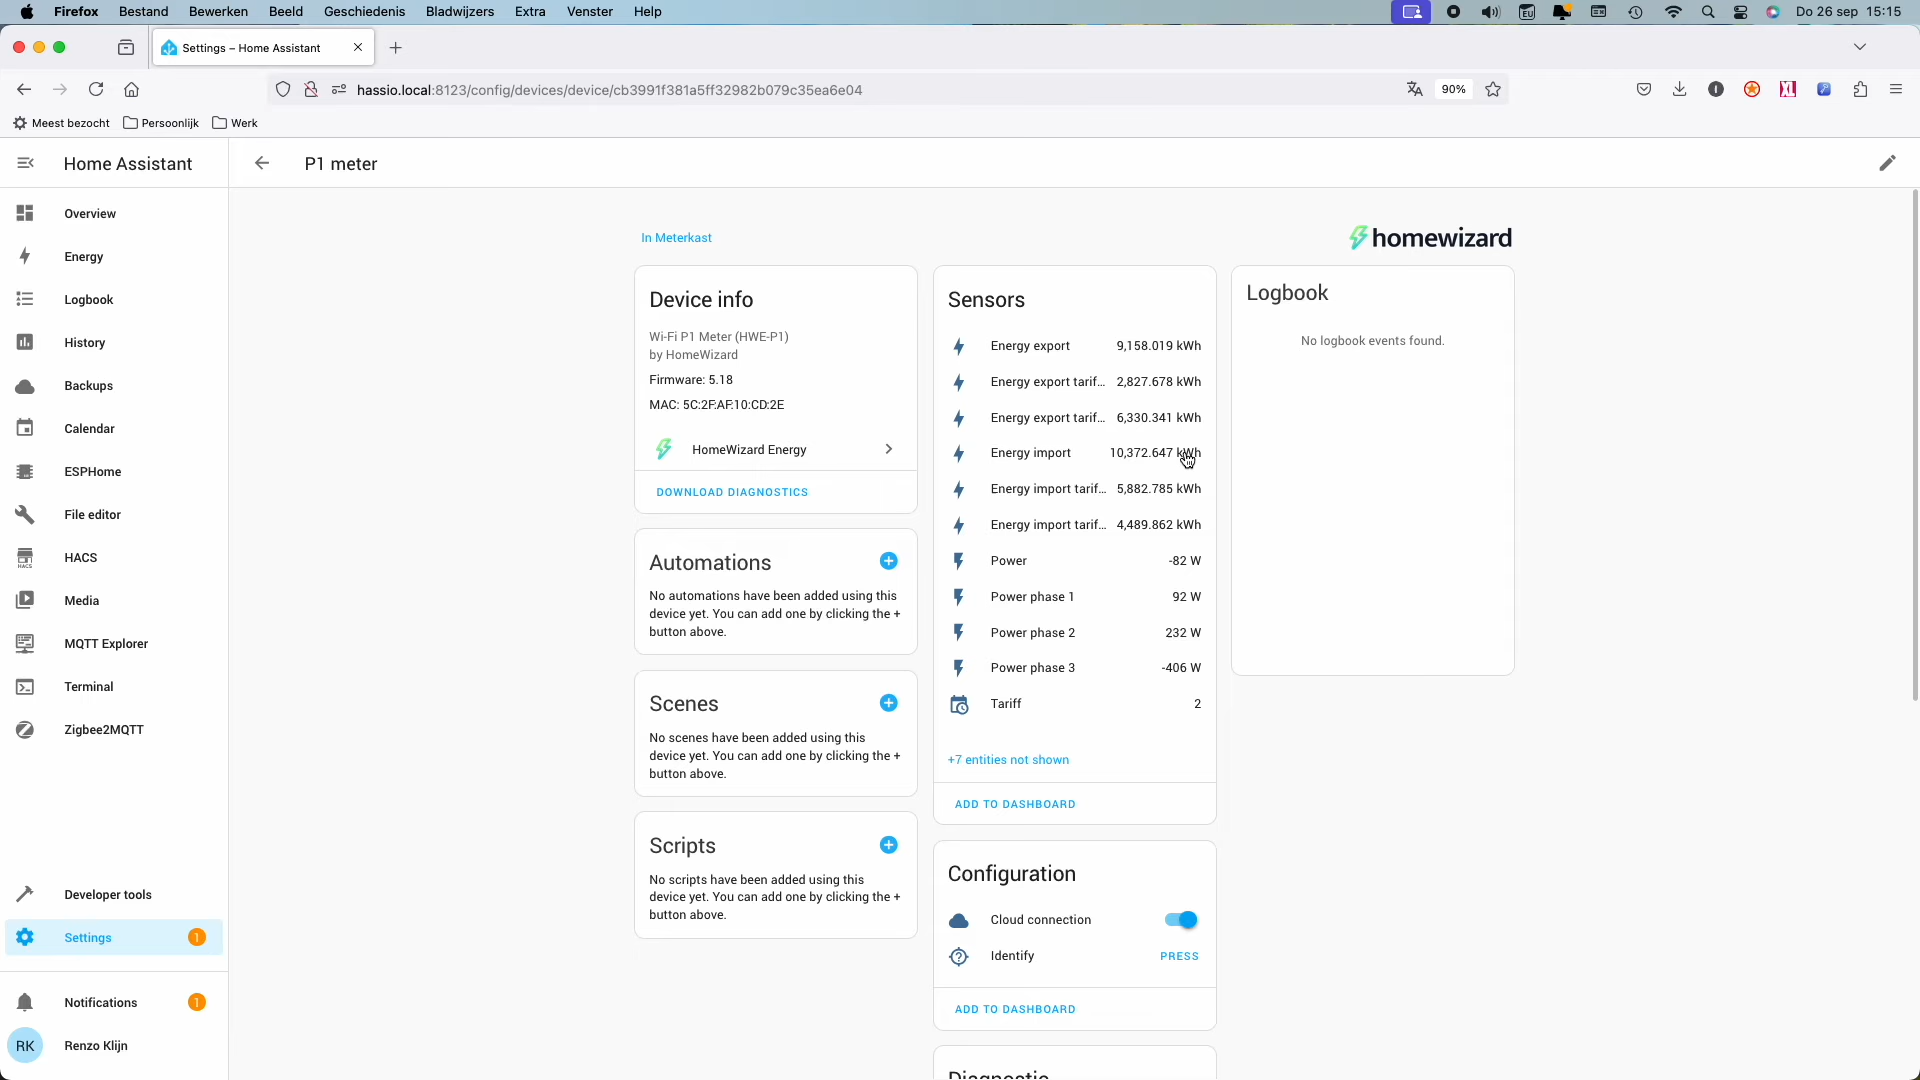 Firefox Bestand Bewerken Beeld Geschiedenis Bladwijzers Extra Venster Help
EU
Do 26 sep 15:15
Settings – Home Assistant
hassio.local:8123/config/devices/device/cb3991f381a5ff32982b079c35ea6e04
90%
XL
Meest bezocht Persoonlijk Werk
Home Assistant
P1 meter
Overview
Energy
Logbook
History
Backups
Calendar
ESPHome
File editor
HACS
HACS
Media
MQTT Explorer
Terminal
Zigbee2MQTT
Developer tools
Settings 1
Notifications 1
RK Renzo Klijn
In Meterkast
homewizard
Device info
Wi-Fi P1 Meter (HWE-P1)
by HomeWizard
Firmware: 5.18
MAC: 5C:2F:AF:10:CD:2E
HomeWizard Energy
DOWNLOAD DIAGNOSTICS
Automations
No automations have been added using this
device yet. You can add one by clicking the +
button above.
Scenes
No scenes have been added using this
device yet. You can add one by clicking the +
button above.
Scripts
No scripts have been added using this
device yet. You can add one by clicking the +
button above.
Sensors
Energy export 9,158.019 kWh
Energy export tarif… 2,827.678 kWh
Energy export tarif… 6,330.341 kWh
Energy import 10,372.647 kWh
Energy import tarif… 5,882.785 kWh
Energy import tarif… 4,489.862 kWh
Power -82 W
Power phase 1 92 W
Power phase 2 232 W
Power phase 3 -406 W
Tariff 2
+7 entities not shown
ADD TO DASHBOARD
Configuration
Cloud connection
Identify PRESS
ADD TO DASHBOARD
Diagnostic
Logbook
No logbook events found.